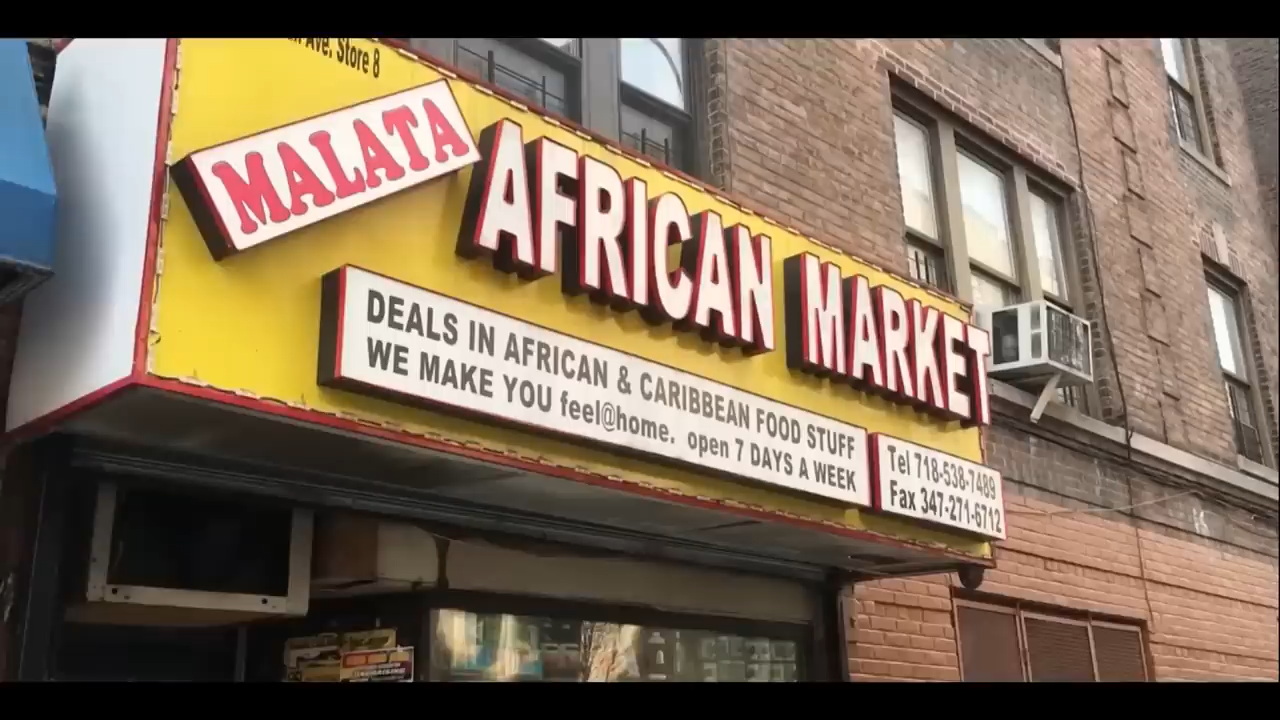 Ave. Store 8
MALATA
AFRICAN MARKET
DEALS IN AFRICAN & CARIBBEAN FOOD STUFF
WE MAKE YOU feel@home. open 7 DAYS A WEEK
Tel 718-538-7489
Fax 347-271-6712